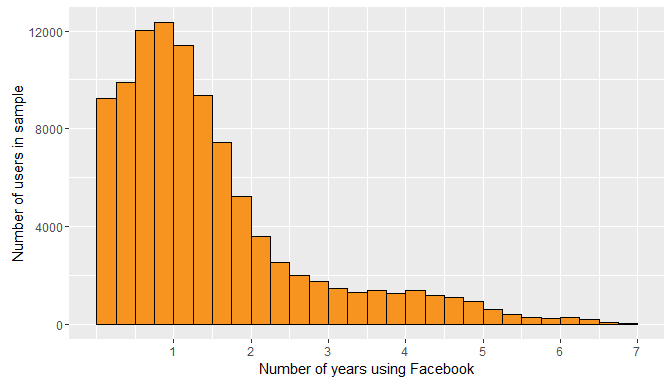 12000
8000
4000
0
Number of users in sample
1 2 3 4 5 6 7
Number of years using Facebook